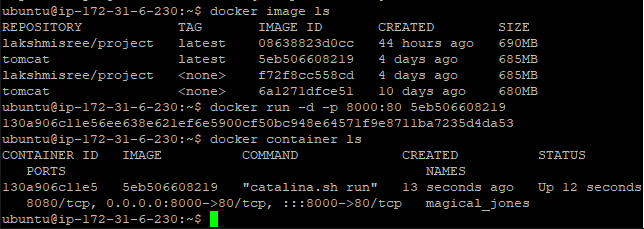 ubuntu@ip-172-31-6-230:~$ docker image ls
REPOSITORY TAG IMAGE ID CREATED SIZE
lakshmisree/project latest 08638823d0cc 44 hours ago 690MB
tomcat latest 5eb506608219 4 days ago 685MB
lakshmisree/project <none> f72f8cc558cd 4 days ago 685MB
tomcat <none> 6a1271dfce51 10 days ago 680MB
ubuntu@ip-172-31-6-230:~$ docker run -d -p 8000:80 5eb506608219
130a906c11e56ee638e621ef6e5900cf50bc948e64571f9e8711ba7235d4da53
ubuntu@ip-172-31-6-230:~$ docker container ls
CONTAINER ID IMAGE COMMAND CREATED STATUS
PORTS NAMES
130a906c11e5 5eb506608219 "catalina.sh run" 13 seconds ago Up 12 seconds
8080/tcp, 0.0.0.0:8000->80/tcp, :::8000->80/tcp magical_jones
ubuntu@ip-172-31-6-230:~$